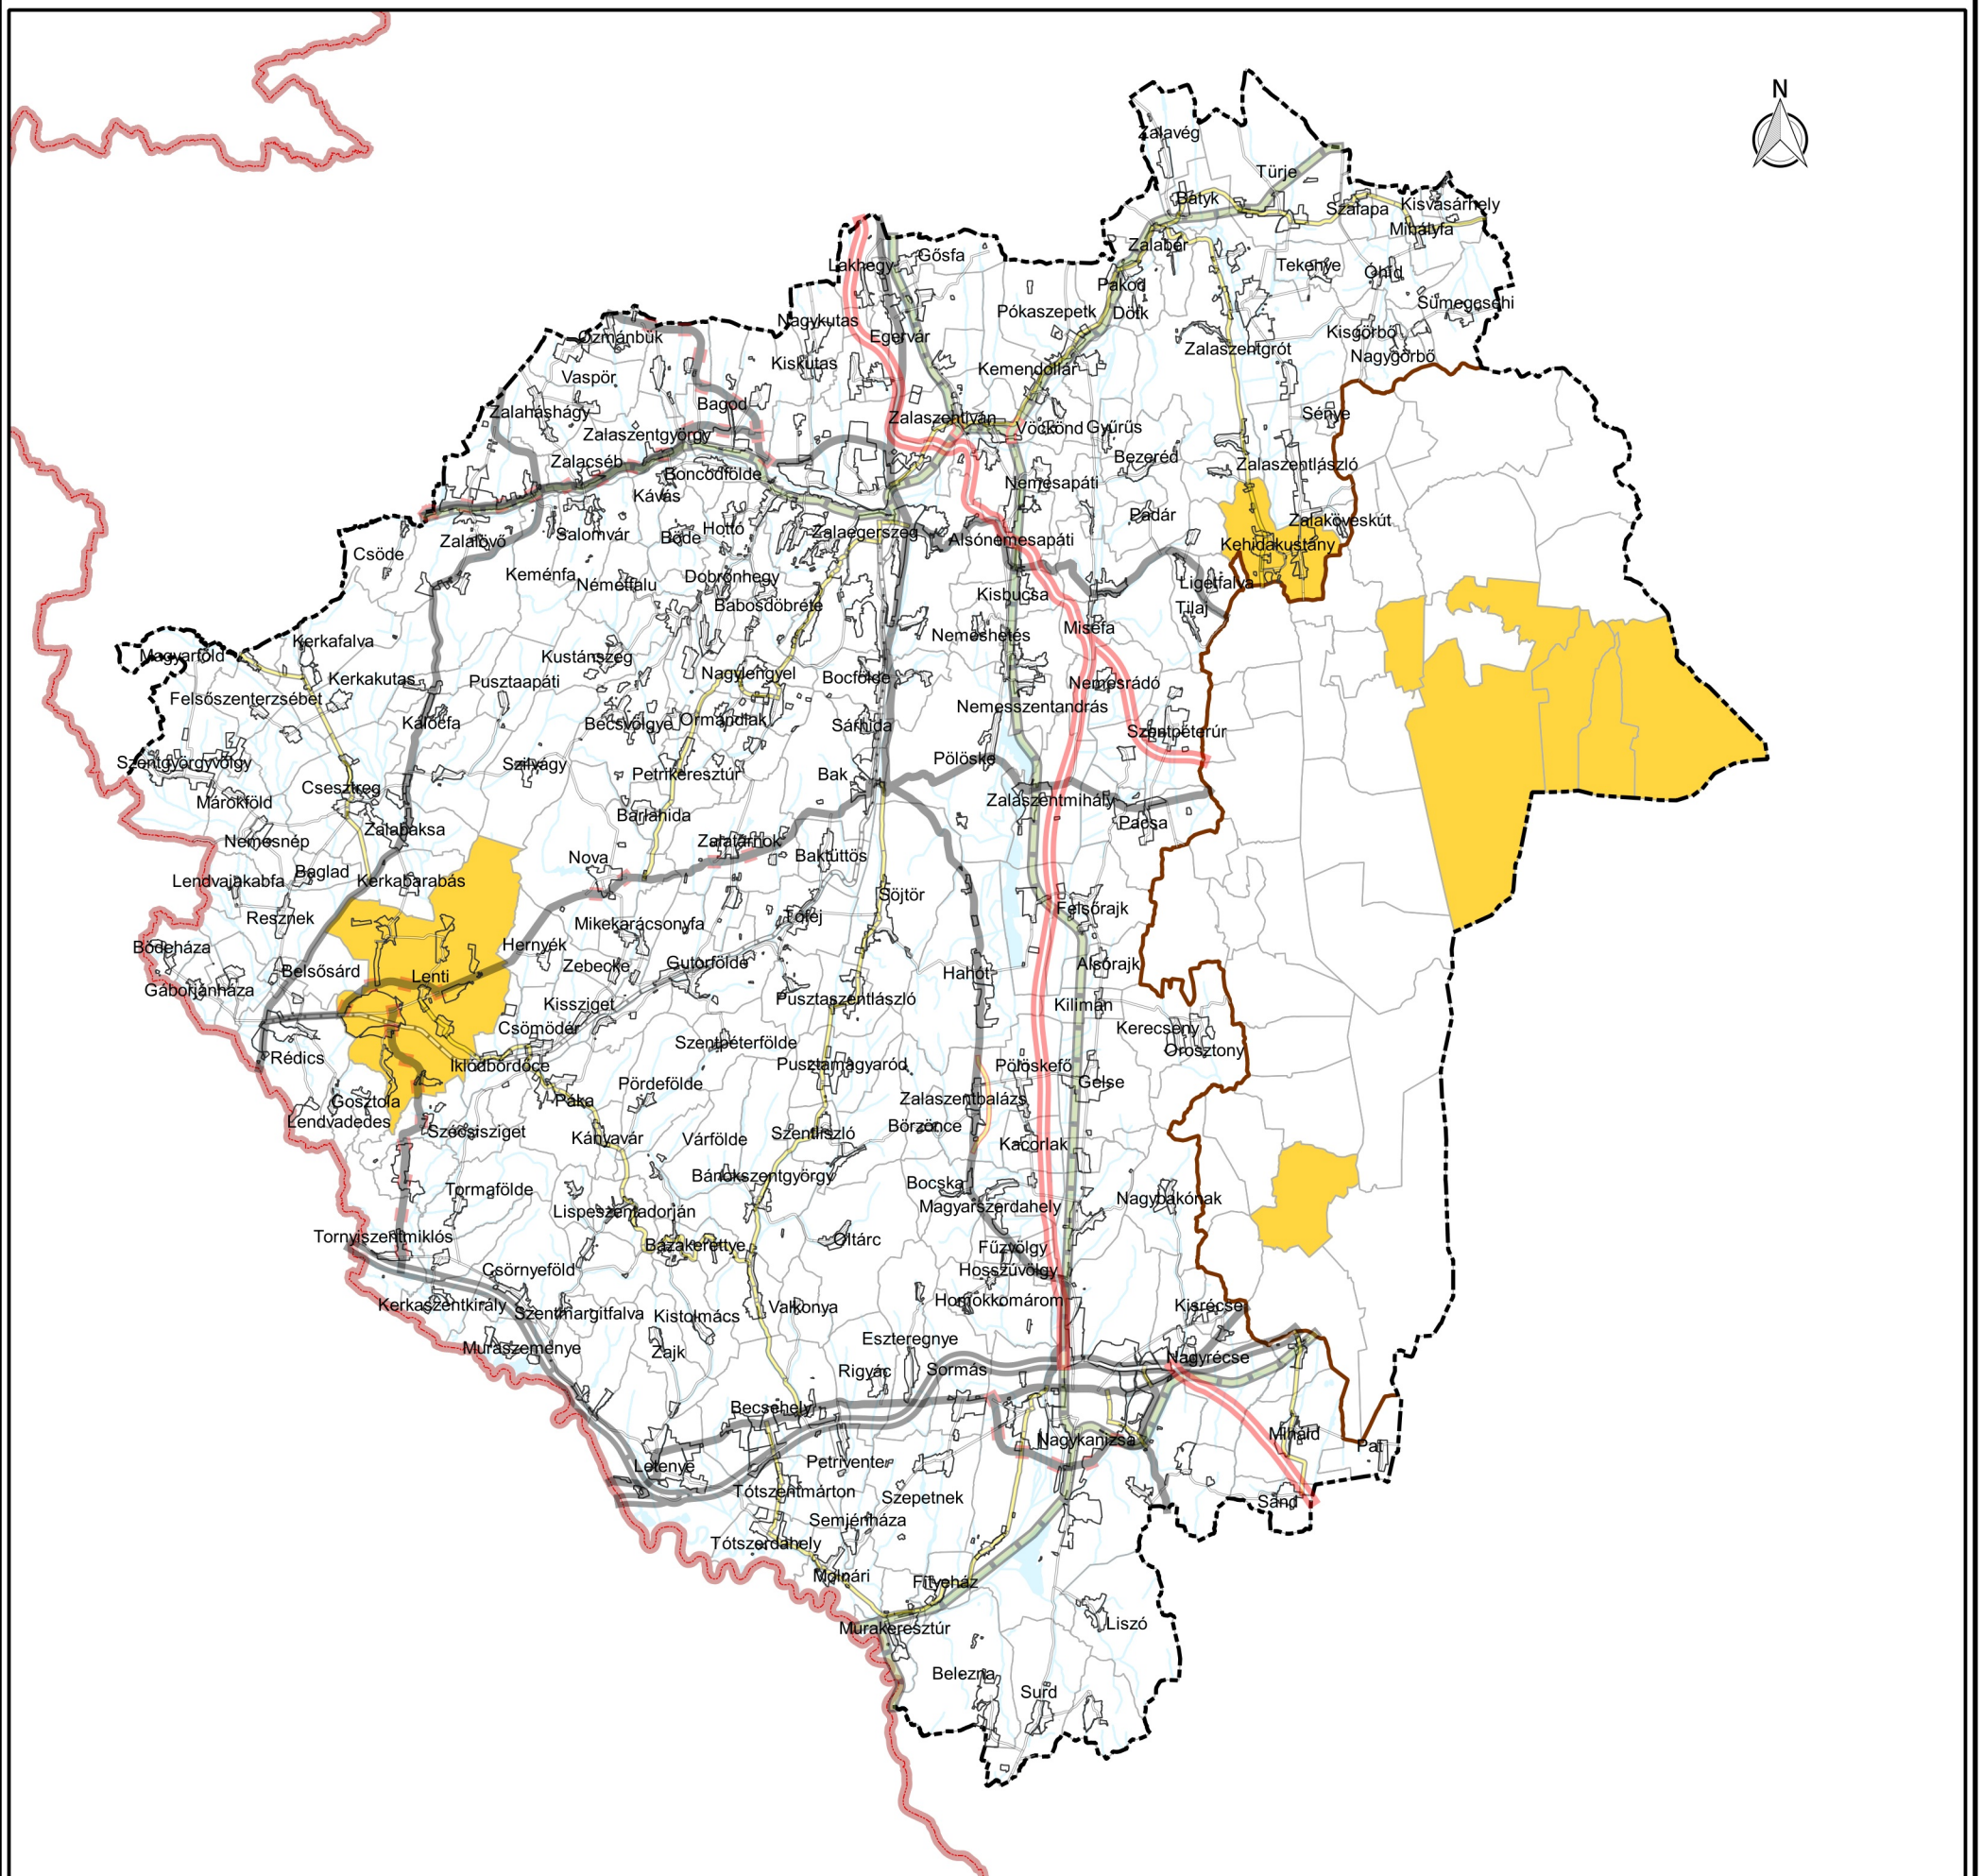 N
Zalavég
Türje
Batyk
Szalapa
Kisvásárhely
Mihályfa
Zalabér
Gősfa
Lakhegy
Tekenye
Óhíd
Pakod
Sümegcsehi
Pókaszepetk
Dötk
Nagykutas
Egervár
Kisgörbő
Ozmánbük
Zalaszentgrót
Nagygörbő
Kiskutas
Kemendollár
Vaspör
Bagod
Zalaháshágy
Sénye
Zalaszentiván
Vöckönd
Gyűrűs
Zalaszentgyörgy
Bezeréd
Zalacséb
Zalaszentlászló
Boncodfölde
Nemesapáti
Kávás
Padár
Zalaköveskút
Hottó
Salomvár
Zalaegerszeg
Böde
Alsónemesapáti
Zalalövő
Kehidakustány
Csöde
Keménfa
Dobronhegy
Németfalu
Ligetfalva
Kisbucsa
Babosdöbréte
Tilaj
Miséfa
Nemeshetés
Kerkafalva
Magyarföld
Kustánszeg
Nagylengyel
Bocfölde
Kerkakutas
Pusztaapáti
Nemesrádó
Felsőszenterzsébet
Nemesszentandrás
Kálócfa
Becsvölgye
Ormándlak
Sárhida
Szentpéterúr
Szentgyörgyvölgy
Szilvágy
Pölöske
Petrikeresztúr
Bak
Csesztreg
Márokföld
Zalaszentmihály
Barlahida
Pacsa
Zalabaksa
Nemesnép
Zalatárnok
Baktüttös
Nova
Baglad
Lendvajakabfa
Kerkabarabás
Söjtör
Felsőrajk
Resznek
Tófej
Mikekarácsonyfa
Bödeháza
Hernyék
Gutorfölde
Alsórajk
Zebecke
Belsősárd
Lenti
Hahót
Gáborjánháza
Pusztaszentlászló
Kissziget
Kilimán
Csömödér
Kerecseny
Szentpéterfölde
Orosztony
Rédics
Iklódbördőce
Pusztamagyaród
Pölöskefő
Pördefölde
Gelse
Gosztola
Páka
Zalaszentbalázs
Lendvadedes
Szécsisziget
Börzönce
Kányavár
Várfölde
Szentliszló
Kacorlak
Bánokszentgyörgy
Bocska
Tormafölde
Nagybakónak
Magyarszerdahely
Lispeszentadorján
Tornyiszentmiklós
Oltárc
Bázakerettye
Fűzvölgy
Csörnyeföld
Hosszúvölgy
Homokkomárom
Kerkaszentkirály
Kisrécse
Valkonya
Szentmargitfalva
Kistolmács
Eszteregnye
Muraszemenye
Zajk
Nagyrécse
Rigyác
Sormás
Becsehely
Miháld
Nagykanizsa
Pat
Petrivente
Letenye
Tótszentmárton
Szepetnek
Sand
Semjénháza
Tótszerdahely
Molnári
Fityeház
Liszó
Murakeresztúr
Belezna
Surd